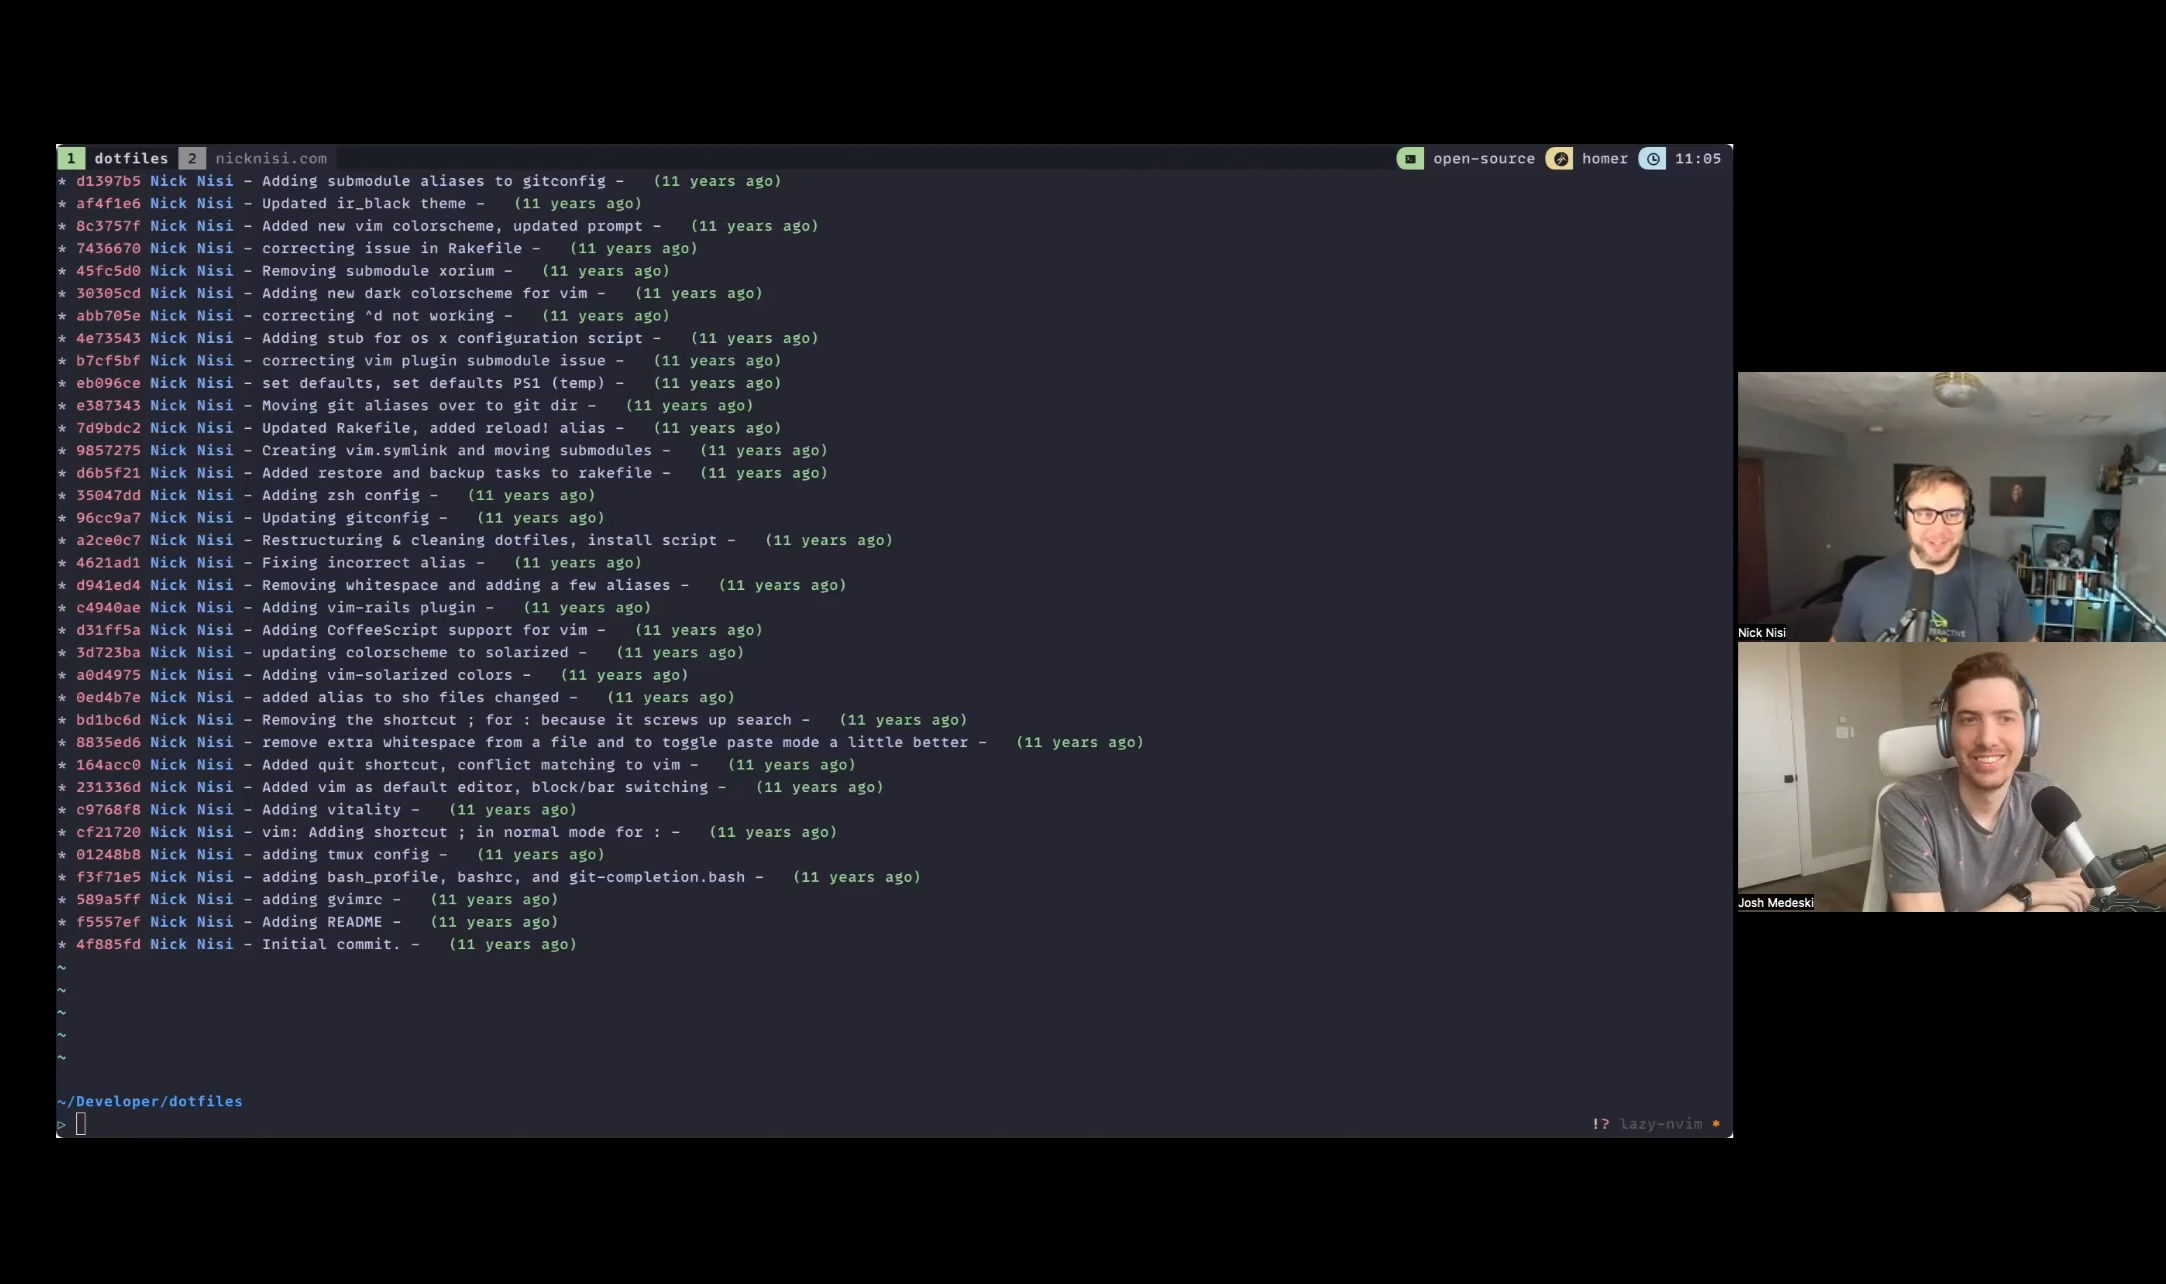 1 dotfiles 2 nicknisi.com open-source homer 11:05
* d1397b5 Nick Nisi - Adding submodule aliases to gitconfig - (11 years ago)
* af4f1e6 Nick Nisi - Updated ir_black theme - (11 years ago)
* 8c3757f Nick Nisi - Added new vim colorscheme, updated prompt - (11 years ago)
* 7436670 Nick Nisi - correcting issue in Rakefile - (11 years ago)
* 45fc5d0 Nick Nisi - Removing submodule xorium - (11 years ago)
* 30305cd Nick Nisi - Adding new dark colorscheme for vim - (11 years ago)
* abb705e Nick Nisi - correcting ^d not working - (11 years ago)
* 4e73543 Nick Nisi - Adding stub for os x configuration script - (11 years ago)
* b7cf5bf Nick Nisi - correcting vim plugin submodule issue - (11 years ago)
* eb096ce Nick Nisi - set defaults, set defaults PS1 (temp) - (11 years ago)
* e387343 Nick Nisi - Moving git aliases over to git dir - (11 years ago)
* 7d9bdc2 Nick Nisi - Updated Rakefile, added reload! alias - (11 years ago)
* 9857275 Nick Nisi - Creating vim.symlink and moving submodules - (11 years ago)
* d6b5f21 Nick Nisi - Added restore and backup tasks to rakefile - (11 years ago)
* 35047dd Nick Nisi - Adding zsh config - (11 years ago)
* 96cc9a7 Nick Nisi - Updating gitconfig - (11 years ago)
* a2ce0c7 Nick Nisi - Restructuring & cleaning dotfiles, install script - (11 years ago)
* 4621ad1 Nick Nisi - Fixing incorrect alias - (11 years ago)
* d941ed4 Nick Nisi - Removing whitespace and adding a few aliases - (11 years ago)
* c4940ae Nick Nisi - Adding vim-rails plugin - (11 years ago)
* d31ff5a Nick Nisi - Adding CoffeeScript support for vim - (11 years ago)
* 3d723ba Nick Nisi - updating colorscheme to solarized - (11 years ago)
* a0d4975 Nick Nisi - Adding vim-solarized colors - (11 years ago)
* 0ed4b7e Nick Nisi - added alias to sho files changed - (11 years ago)
* bd1bc6d Nick Nisi - Removing the shortcut ; for : because it screws up search - (11 years ago)
* 8835ed6 Nick Nisi - remove extra whitespace from a file and to toggle paste mode a little better - (11 years ago)
* 164acc0 Nick Nisi - Added quit shortcut, conflict matching to vim - (11 years ago)
* 231336d Nick Nisi - Added vim as default editor, block/bar switching - (11 years ago)
* c9768f8 Nick Nisi - Adding vitality - (11 years ago)
* cf21720 Nick Nisi - vim: Adding shortcut ; in normal mode for : - (11 years ago)
* 01248b8 Nick Nisi - adding tmux config - (11 years ago)
* f3f71e5 Nick Nisi - adding bash_profile, bashrc, and git-completion.bash - (11 years ago)
* 589a5ff Nick Nisi - adding gvimrc - (11 years ago)
* f5557ef Nick Nisi - Adding README - (11 years ago)
* 4f885fd Nick Nisi - Initial commit. - (11 years ago)
~
~
~
~
~
~/Developer/dotfiles
▷ !? lazy-nvim *
Nick Nisi
Josh Medeski